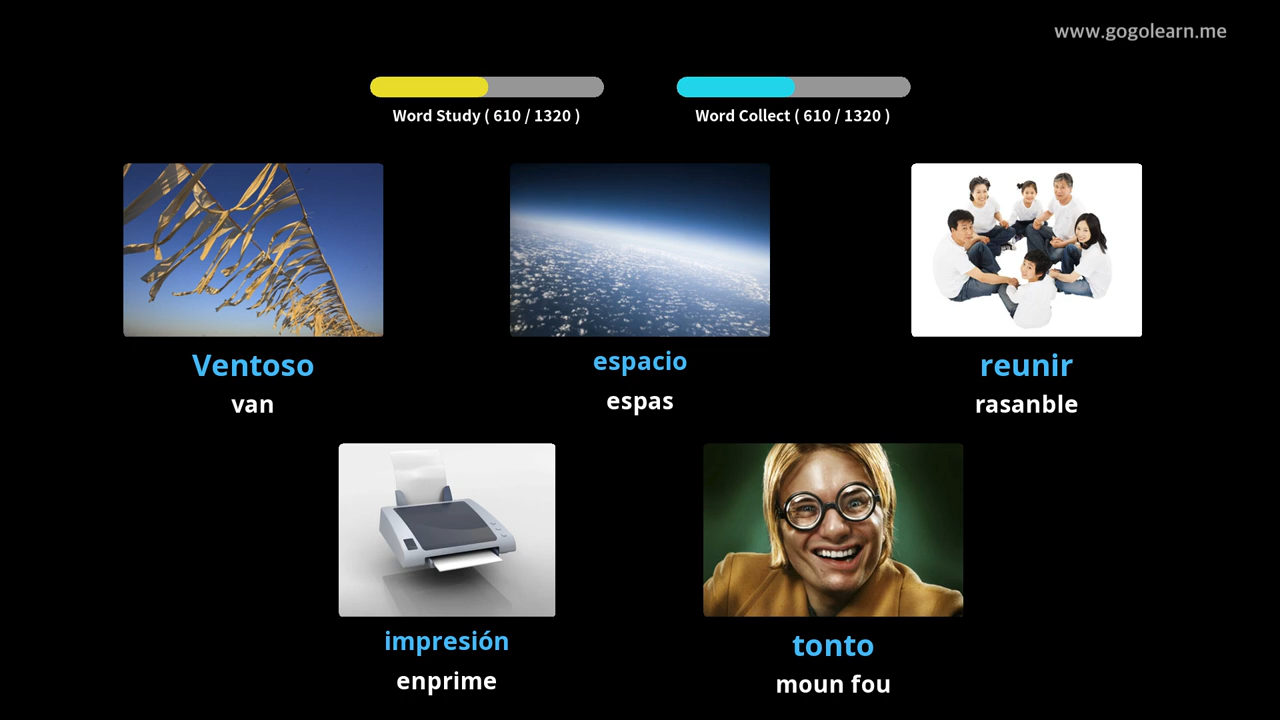 www.gogolearn.me
Word Study ( 610 / 1320 )
Word Collect ( 610 / 1320 )
Ventoso
van
espacio
espas
reunir
rasanble
impresión
enprime
tonto
moun fou